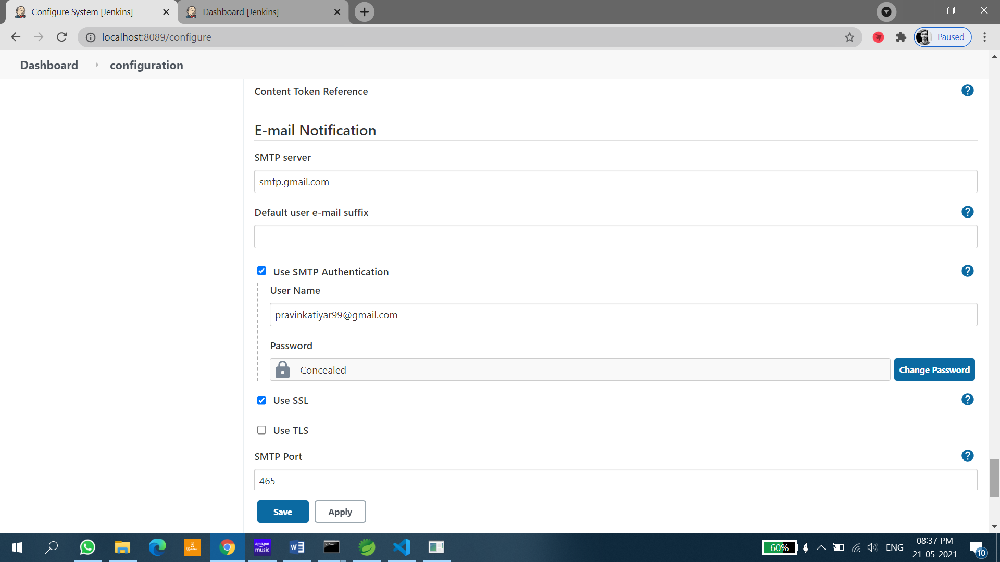 Configure System [Jenkins]
Dashboard [Jenkins]
localhost:8089/configure
Paused
Dashboard
configuration
Content Token Reference
E-mail Notification
SMTP server
smtp.gmail.com
Default user e-mail suffix
Use SMTP Authentication
User Name
pravinkatiyar99@gmail.com
Password
Concealed
Change Password
Use SSL
Use TLS
SMTP Port
465
Save
Apply
amazon
music
60%
ENG
08:37 PM
21-05-2021
10